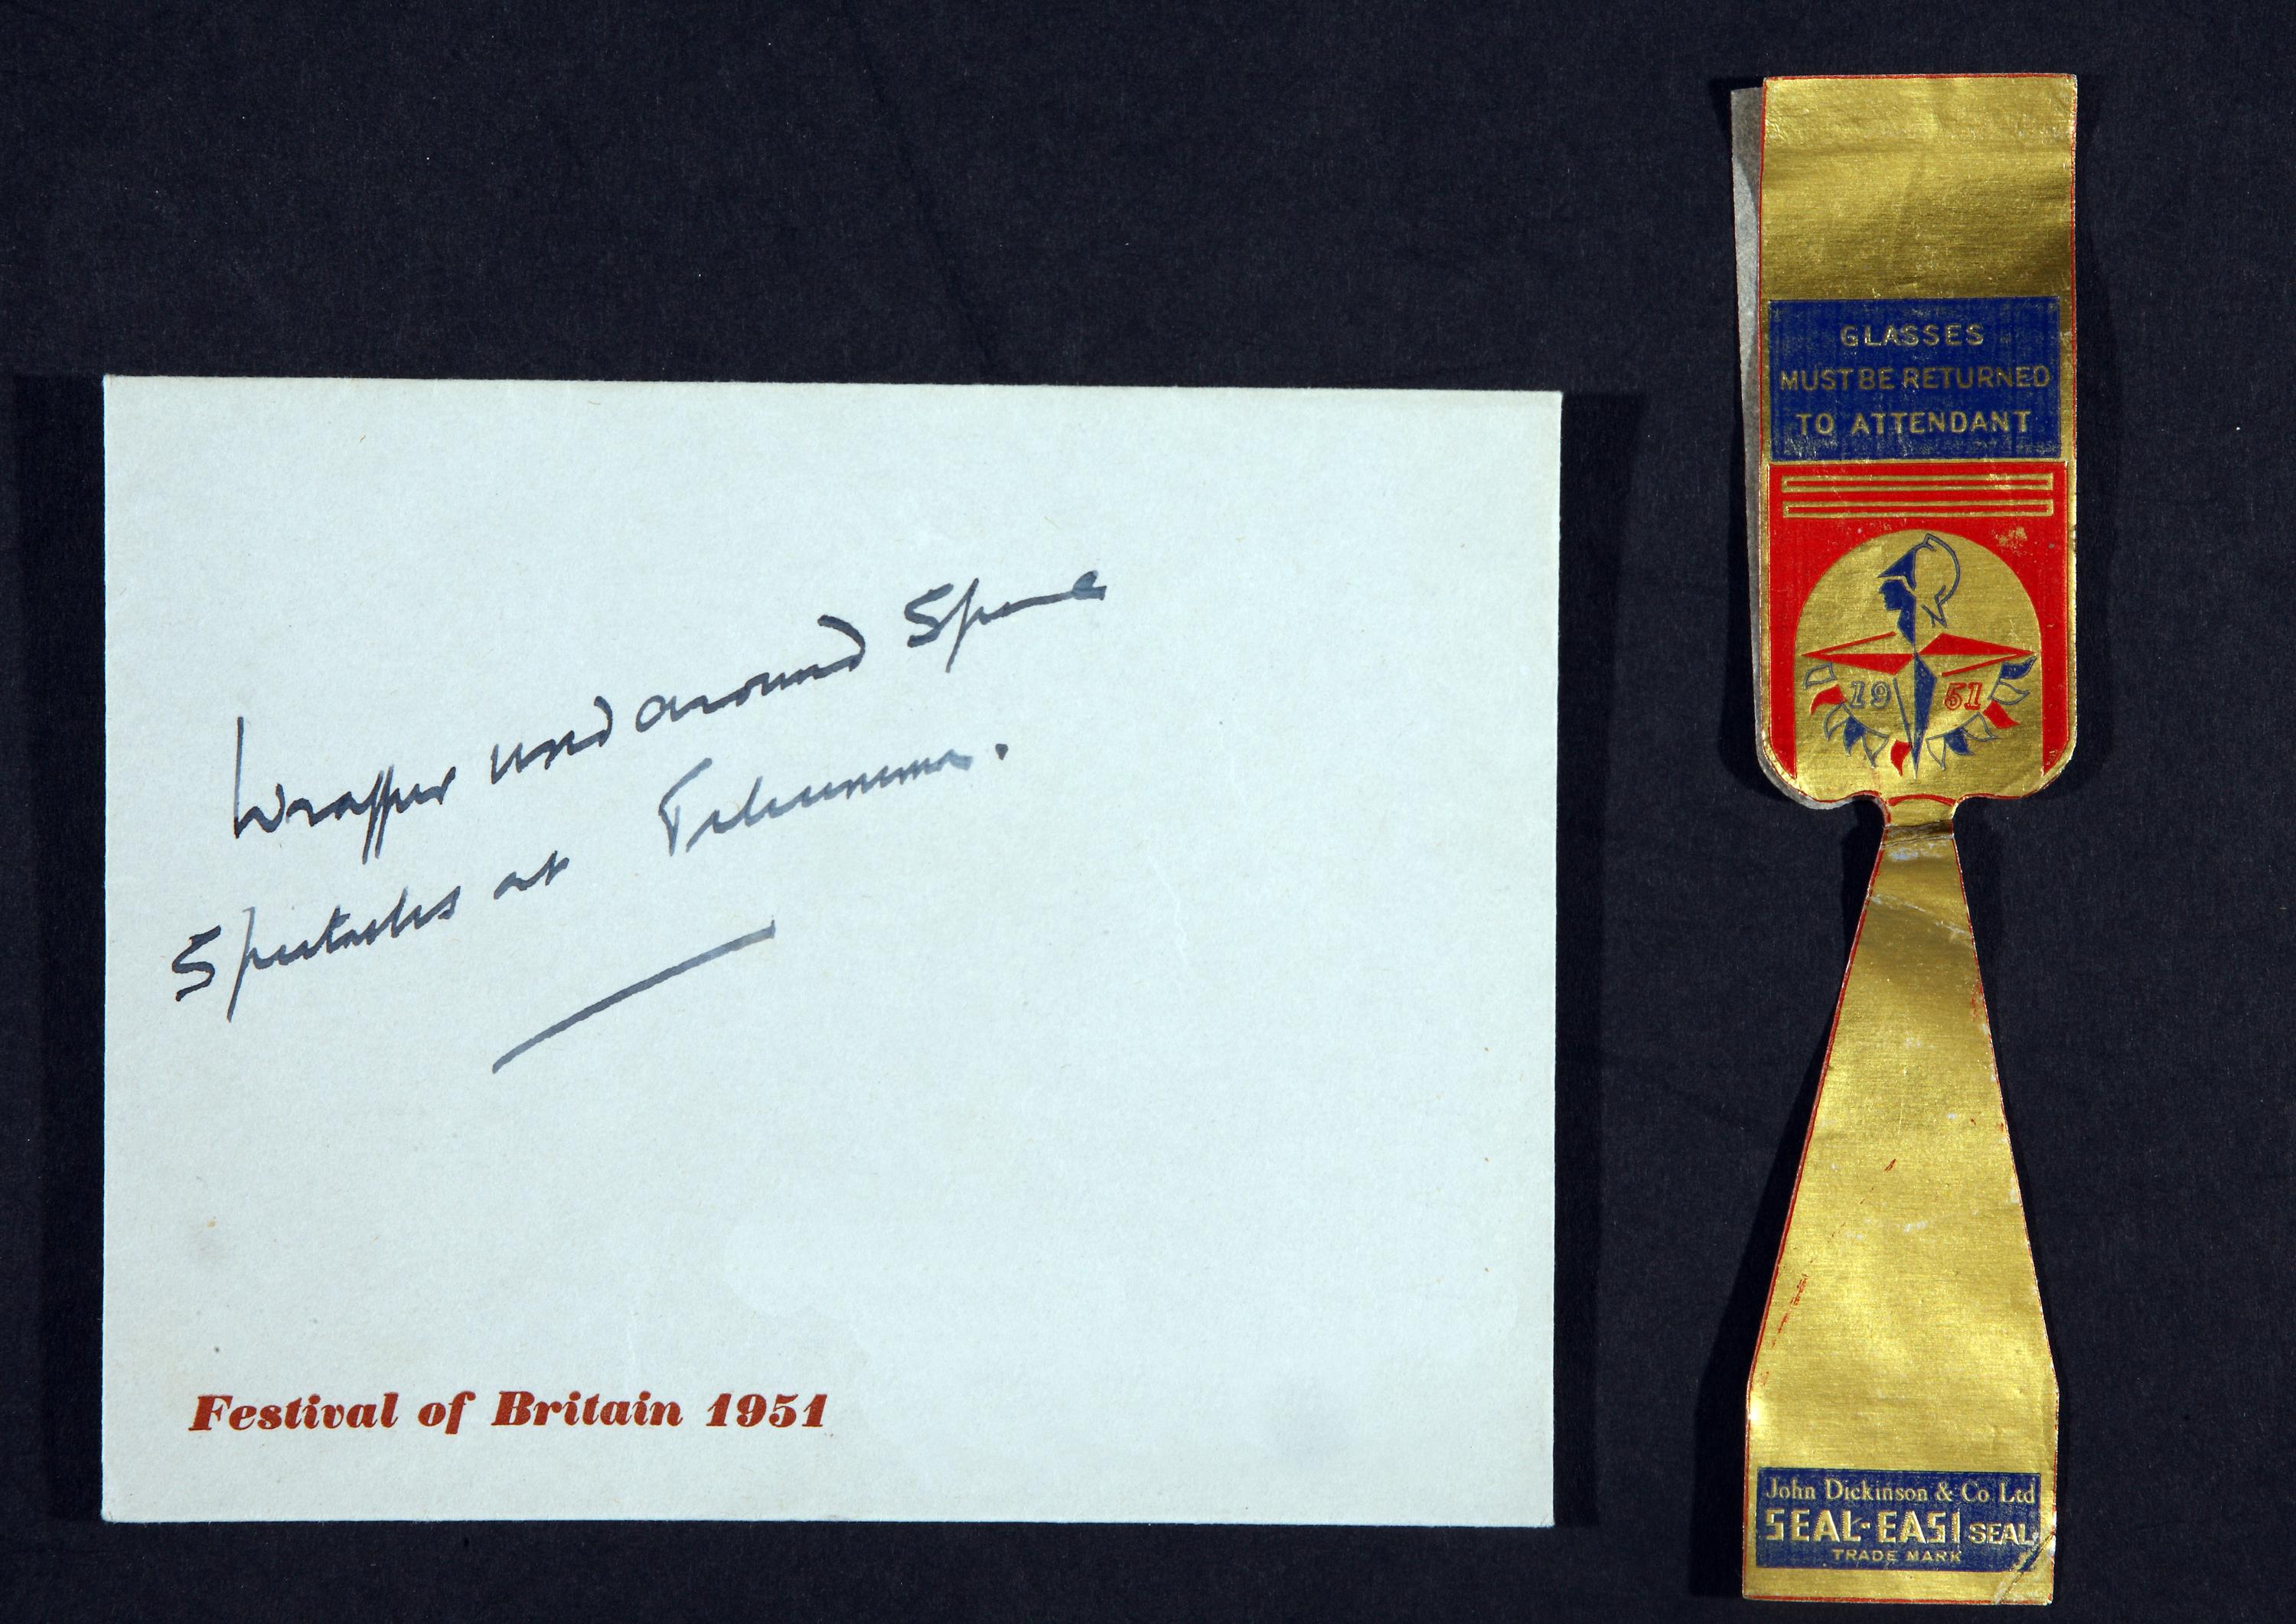 Wrapper used around Space
Spectacles at Telecinema.
Festival of Britain 1951
GLASSES
MUST BE RETURNED
TO ATTENDANT
19 51
John Dickinson & Co Ltd
SEAL-EASI SEAL
TRADE MARK